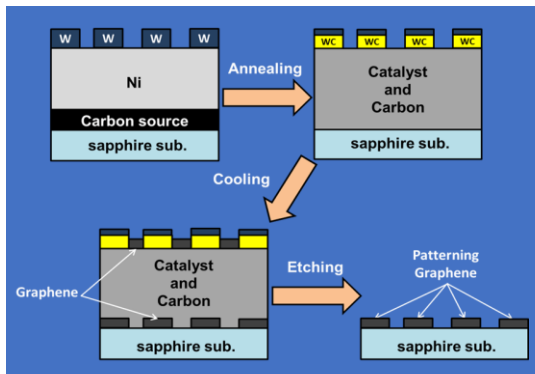 W W W W
Ni
Carbon source
sapphire sub.
Annealing
WC WC WC WC
Catalyst
and
Carbon
sapphire sub.
Cooling
Graphene
Catalyst
and
Carbon
sapphire sub.
Etching
Patterning
Graphene
sapphire sub.